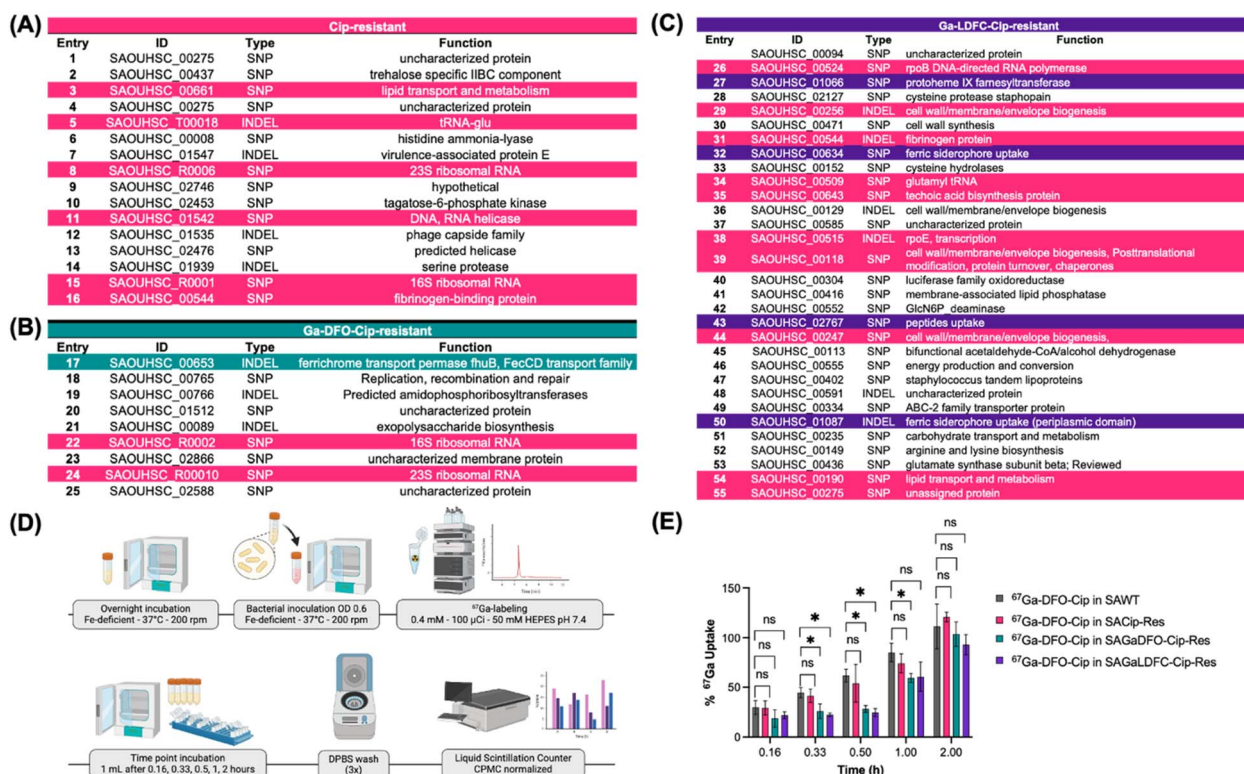 (A)
Cip-resistant
Entry ID Type Function
1 SAOUHSC_00275 SNP uncharacterized protein
2 SAOUHSC_00437 SNP trehalose specific IIBC component
3 SAOUHSC_00661 SNP lipid transport and metabolism
4 SAOUHSC_00275 SNP uncharacterized protein
5 SAOUHSC_T00018 INDEL tRNA-glu
6 SAOUHSC_00008 SNP histidine ammonia-lyase
7 SAOUHSC_01547 INDEL virulence-associated protein E
8 SAOUHSC_R0006 SNP 23S ribosomal RNA
9 SAOUHSC_02746 SNP hypothetical
10 SAOUHSC_02453 SNP tagatose-6-phosphate kinase
11 SAOUHSC_01542 SNP DNA, RNA helicase
12 SAOUHSC_01535 INDEL phage capside family
13 SAOUHSC_02476 SNP predicted helicase
14 SAOUHSC_01939 INDEL serine protease
15 SAOUHSC_R0001 SNP 16S ribosomal RNA
16 SAOUHSC_00544 SNP fibrinogen-binding protein
(B)
Ga-DFO-Cip-resistant
Entry ID Type Function
17 SAOUHSC_00653 INDEL ferrichrome transport permase fhuB, FecCD transport family
18 SAOUHSC_00765 SNP Replication, recombination and repair
19 SAOUHSC_00766 INDEL Predicted amidophosphoribosyltransferases
20 SAOUHSC_01512 SNP uncharacterized protein
21 SAOUHSC_00089 INDEL exopolysaccharide biosynthesis
22 SAOUHSC_R0002 SNP 16S ribosomal RNA
23 SAOUHSC_02866 SNP uncharacterized membrane protein
24 SAOUHSC_R00010 SNP 23S ribosomal RNA
25 SAOUHSC_02588 SNP uncharacterized protein
(C)
Ga-LDFC-Cip-resistant
Entry ID Type Function
SAOUHSC_00094 SNP uncharacterized protein
26 SAOUHSC_00524 SNP rpoB DNA-directed RNA polymerase
27 SAOUHSC_01066 SNP protoheme IX farnesyltransferase
28 SAOUHSC_02127 SNP cysteine protease staphopain
29 SAOUHSC_00256 INDEL cell wall/membrane/envelope biogenesis
30 SAOUHSC_00471 SNP cell wall synthesis
31 SAOUHSC_00544 INDEL fibrinogen protein
32 SAOUHSC_00634 SNP ferric siderophore uptake
33 SAOUHSC_00152 SNP cysteine hydrolases
34 SAOUHSC_00509 SNP glutamyl tRNA
35 SAOUHSC_00643 SNP techoic acid bisynthesis protein
36 SAOUHSC_00129 INDEL cell wall/membrane/envelope biogenesis
37 SAOUHSC_00585 SNP uncharacterized protein
38 SAOUHSC_00515 INDEL rpoE, transcription
39 SAOUHSC_00118 SNP cell wall/membrane/envelope biogenesis, Posttranslational
modification, protein turnover, chaperones
40 SAOUHSC_00304 SNP luciferase family oxidoreductase
41 SAOUHSC_00416 SNP membrane-associated lipid phosphatase
42 SAOUHSC_00552 SNP GlcN6P_deaminase
43 SAOUHSC_02767 SNP peptides uptake
44 SAOUHSC_00247 SNP cell wall/membrane/envelope biogenesis,
45 SAOUHSC_00113 SNP bifunctional acetaldehyde-CoA/alcohol dehydrogenase
46 SAOUHSC_00555 SNP energy production and conversion
47 SAOUHSC_00402 SNP staphylococcus tandem lipoproteins
48 SAOUHSC_00591 INDEL uncharacterized protein
49 SAOUHSC_00334 SNP ABC-2 family transporter protein
50 SAOUHSC_01087 INDEL ferric siderophore uptake (periplasmic domain)
51 SAOUHSC_00235 SNP carbohydrate transport and metabolism
52 SAOUHSC_00149 SNP arginine and lysine biosynthesis
53 SAOUHSC_00436 SNP glutamate synthase subunit beta; Reviewed
54 SAOUHSC_00190 SNP lipid transport and metabolism
55 SAOUHSC_00275 SNP unassigned protein
(D)
Overnight incubation
Fe-deficient - 37°C - 200 rpm
Bacterial inoculation OD 0.6
Fe-deficient - 37°C - 200 rpm
⁶⁷Ga-labeling
0.4 mM - 100 µCi - 50 mM HEPES pH 7.4
Time point incubation
1 mL after 0.16, 0.33, 0.5, 1, 2 hours
DPBS wash
(3x)
Liquid Scintillation Counter
CPMC normalized
(E)
% ⁶⁷Ga Uptake
150
100
50
0
ns ns ns
* * ns
* * ns
ns * ns
ns ns ns
0.16 0.33 0.50 1.00 2.00
Time (h)
⁶⁷Ga-DFO-Cip in SAWT
⁶⁷Ga-DFO-Cip in SACip-Res
⁶⁷Ga-DFO-Cip in SAGaDFO-Cip-Res
⁶⁷Ga-DFO-Cip in SAGaLDFC-Cip-Res